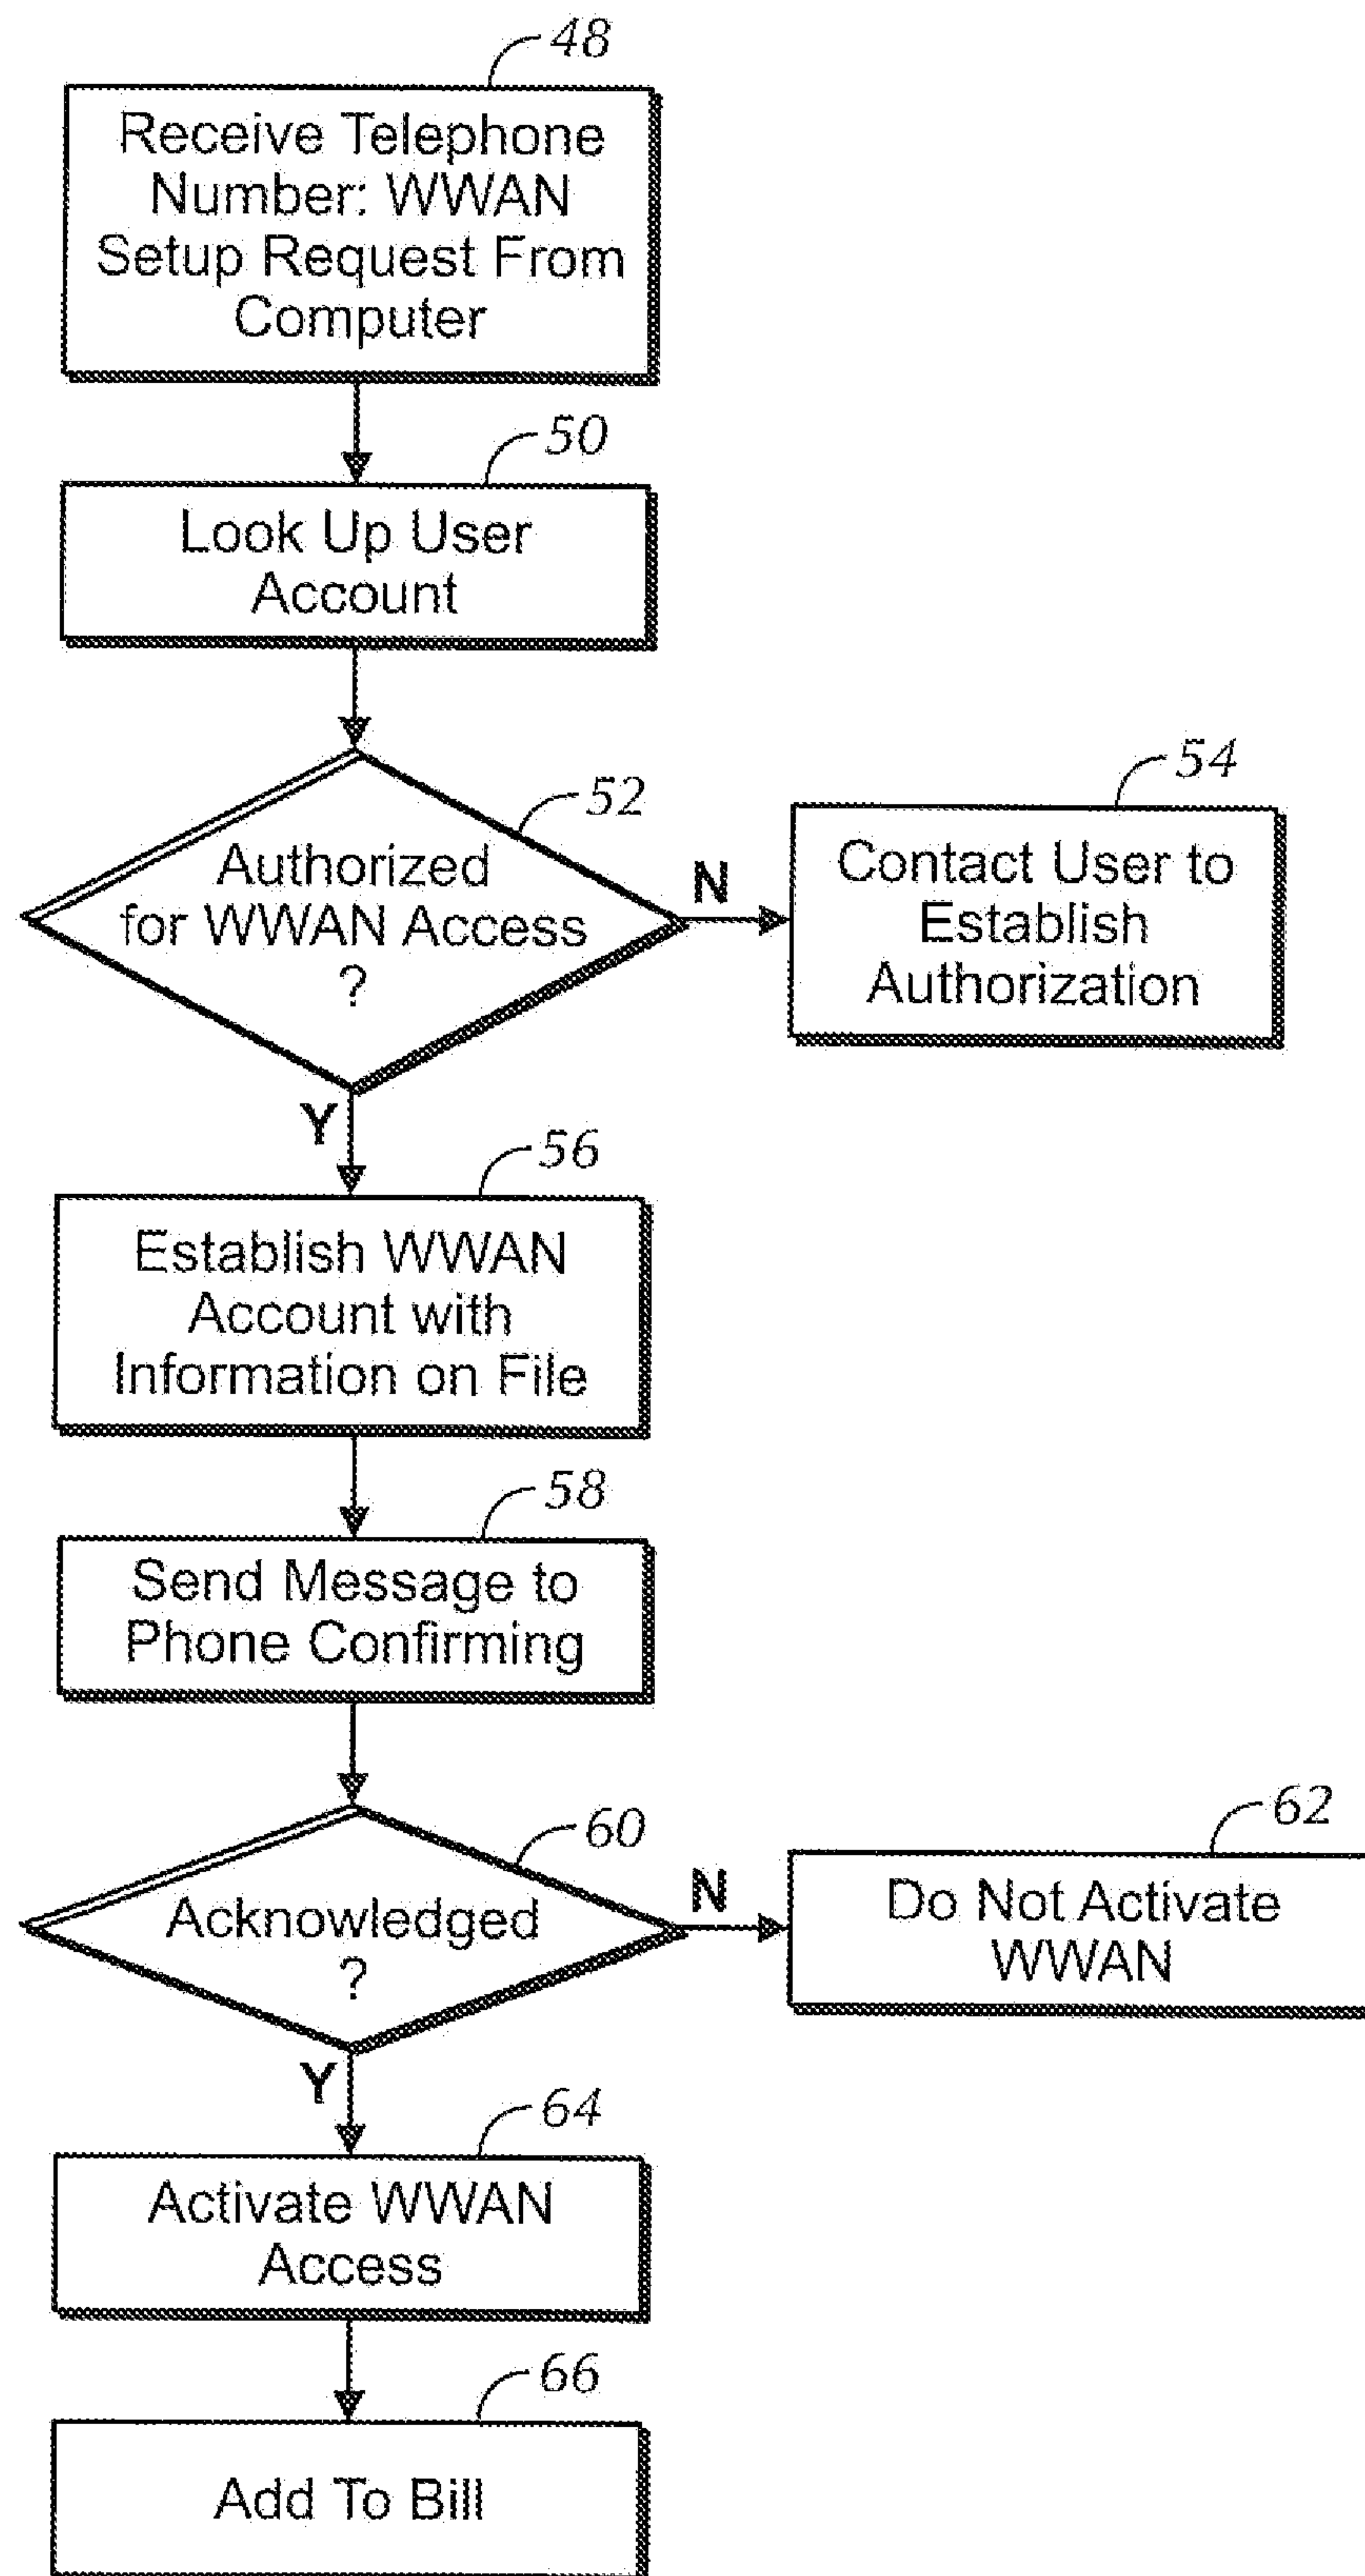 48
Receive Telephone
Number: WWAN
Setup Request From
Computer
50
Look Up User
Account
52
Authorized
for WWAN Access
?
N
54
Contact User to
Establish
Authorization
Y
56
Establish WWAN
Account with
Information on File
58
Send Message to
Phone Confirming
60
Acknowledged
?
N
62
Do Not Activate
WWAN
Y
64
Activate WWAN
Access
66
Add To Bill